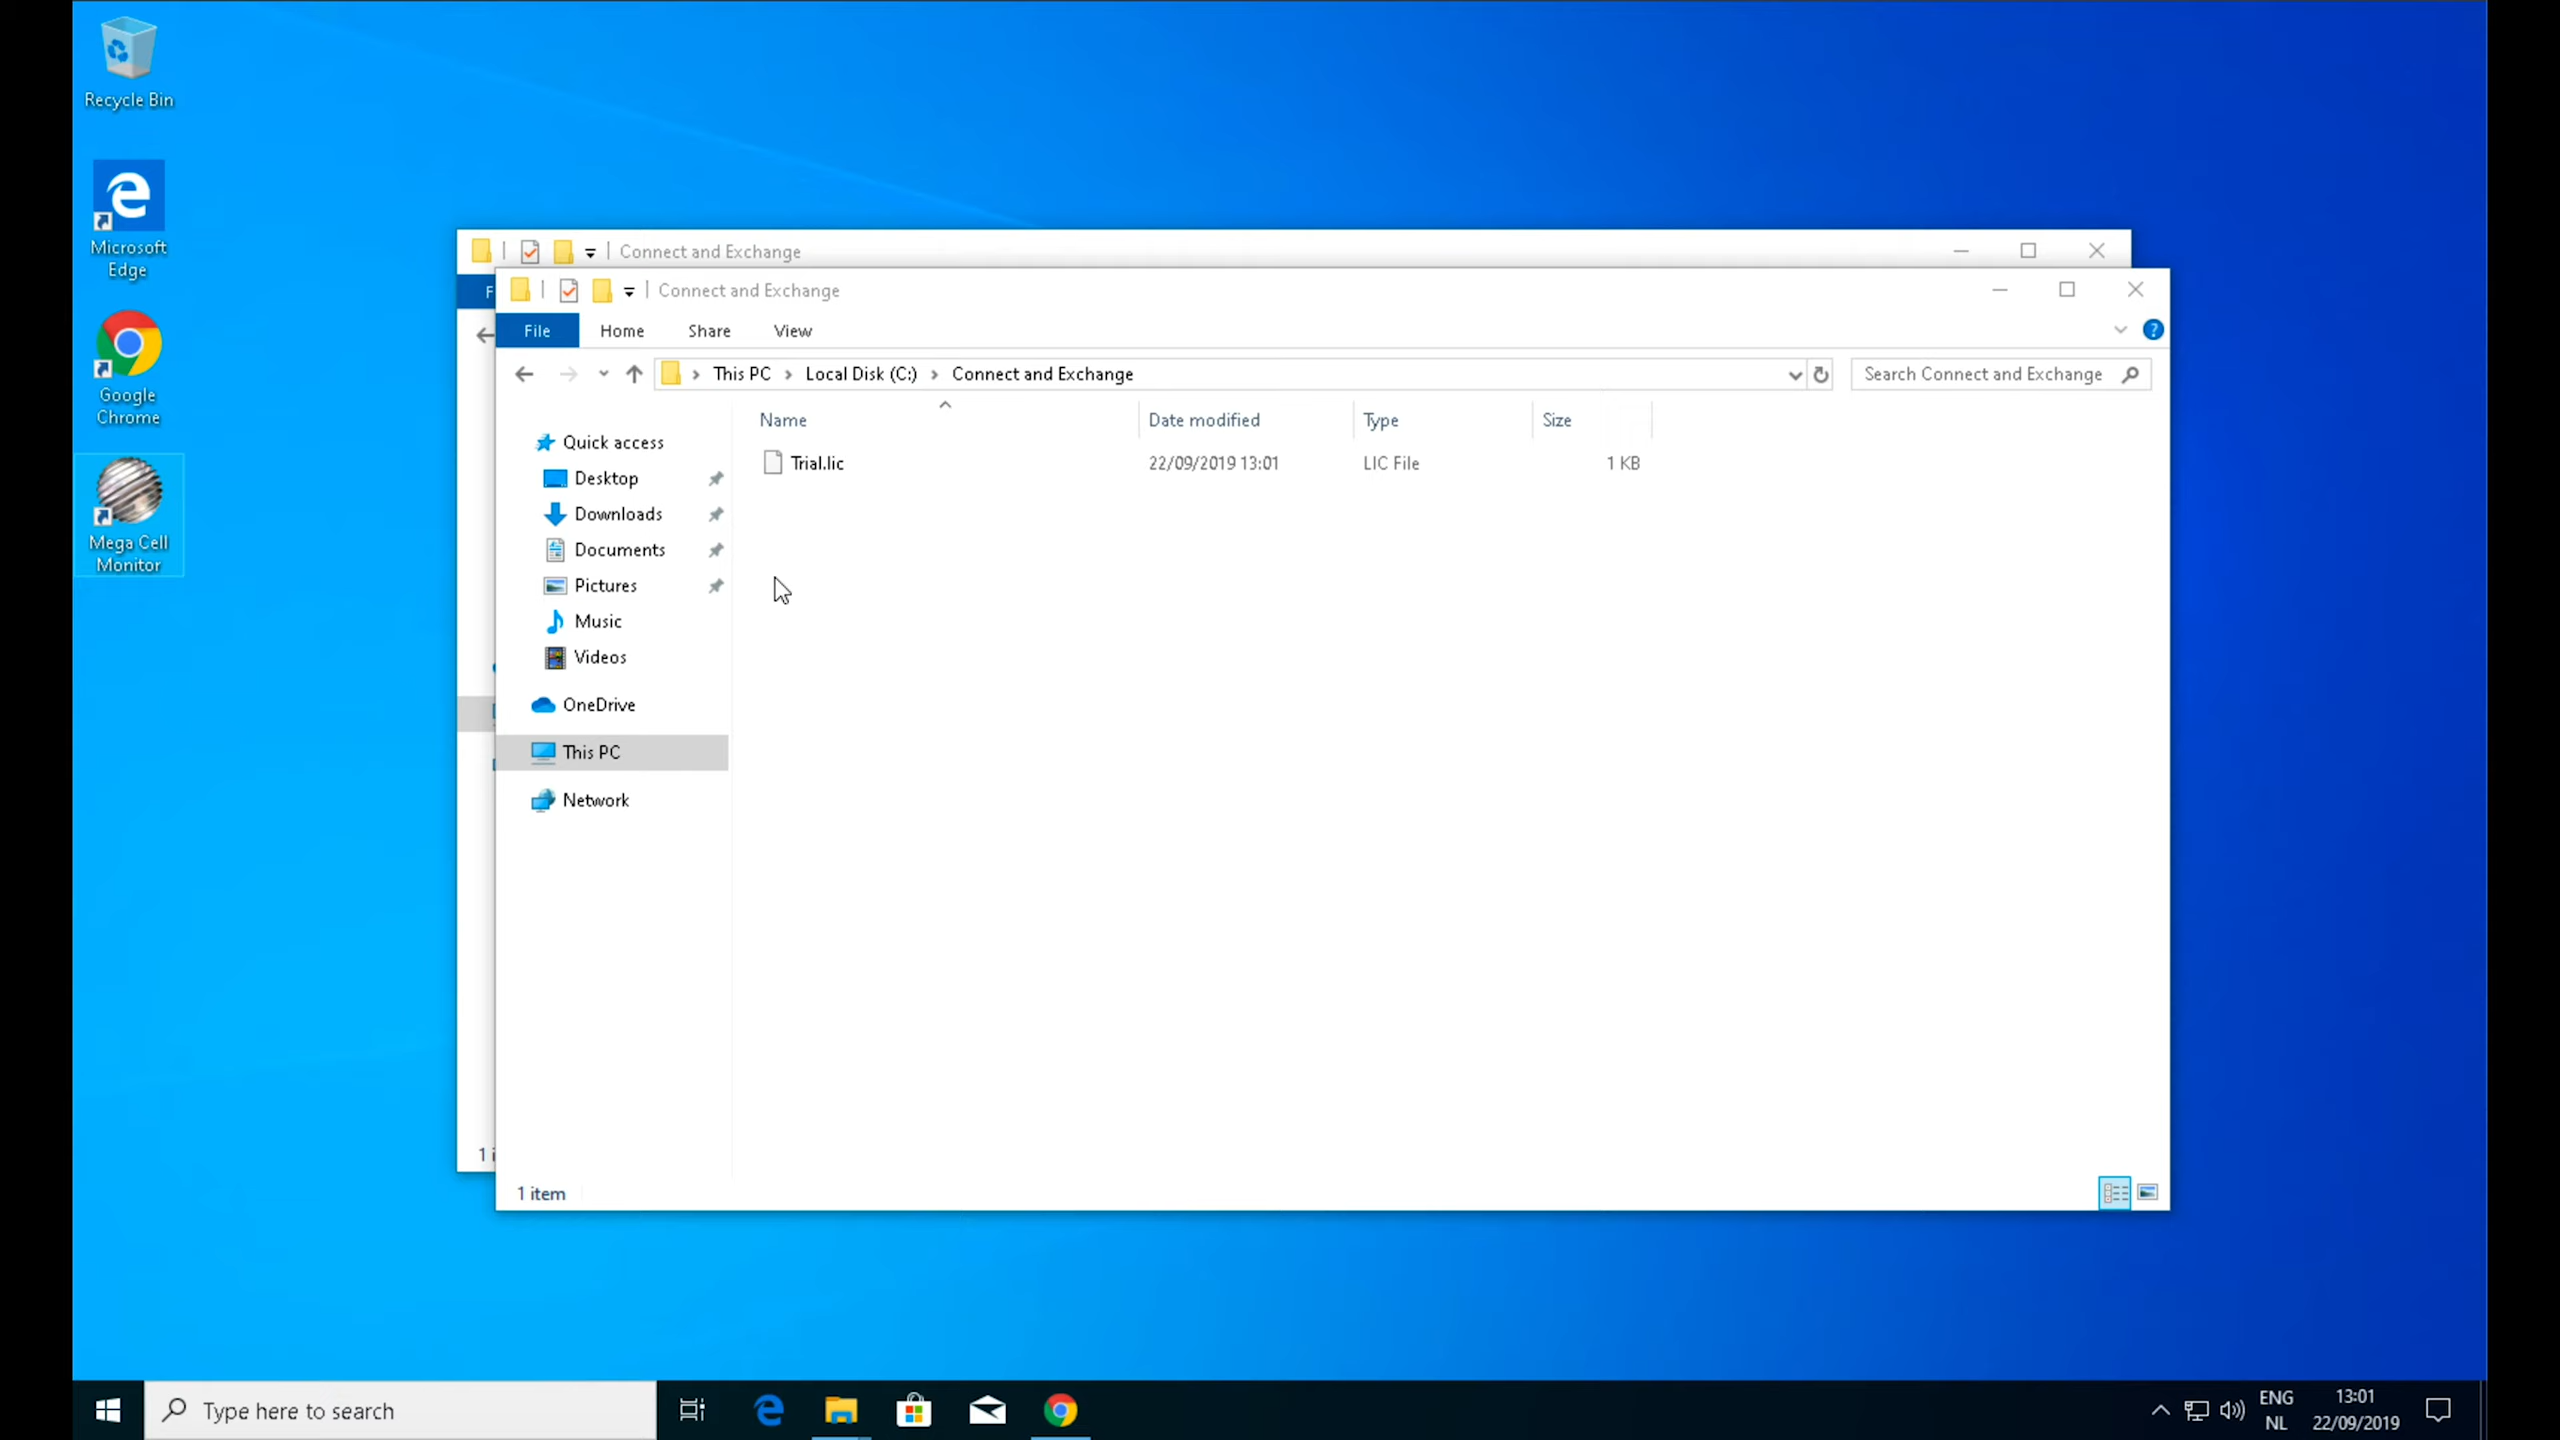 Recycle Bin
Microsoft
Edge
Google
Chrome
Mega Cell
Monitor
Connect and Exchange
F
Connect and Exchange
File Home Share View
This PC Local Disk (C:) Connect and Exchange
Search Connect and Exchange
Name Date modified Type Size
Trial.lic 22/09/2019 13:01 LIC File 1 KB
Quick access
Desktop
Downloads
Documents
Pictures
Music
Videos
OneDrive
This PC
Network
1 i
1 item
Type here to search
ENG
NL
13:01
22/09/2019